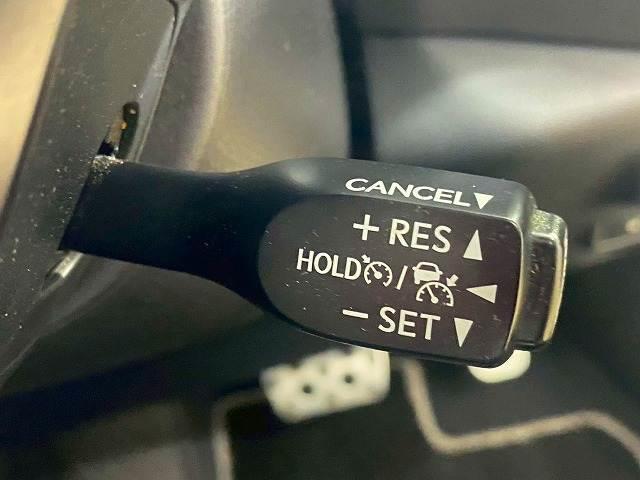 CANCEL▼
+ RES ▲
HOLD / ◀
− SET ▼